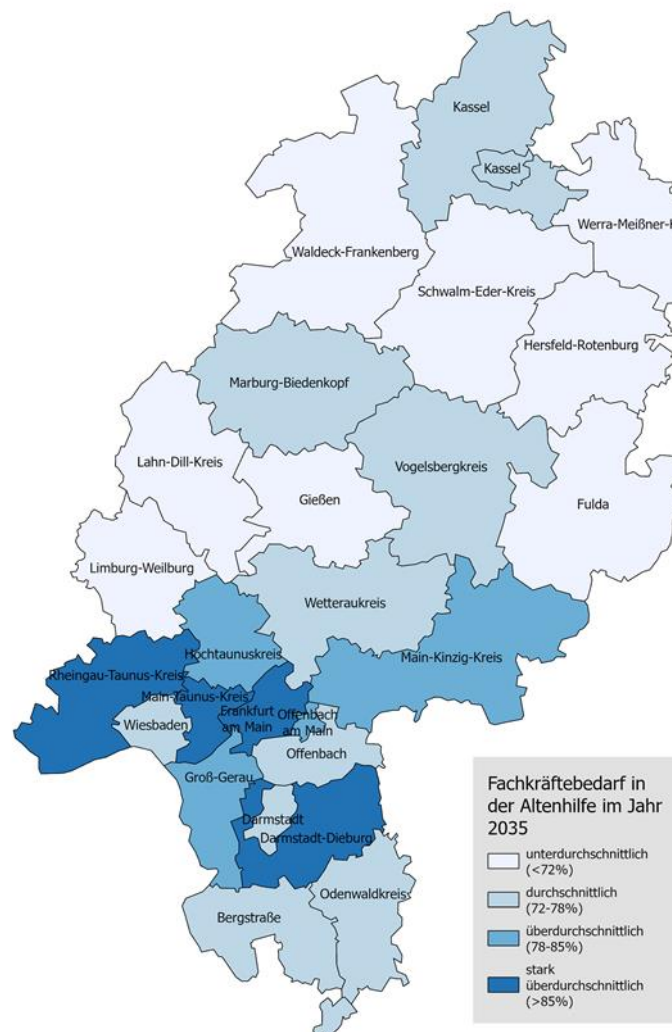 Kassel
Kassel
Werra-Meißner-K
Waldeck-Frankenberg
Schwalm-Eder-Kreis
Hersfeld-Rotenburg
Marburg-Biedenkopf
Lahn-Dill-Kreis
Vogelsbergkreis
Gießen
Fulda
Limburg-Weilburg
Wetteraukreis
Hochtaunuskreis
Main-Kinzig-Kreis
Rheingau-Taunus-Kreis
Main-Taunus-Kreis
Frankfurt
am Main
Offenbach
am Main
Wiesbaden
Offenbach
Groß-Gerau
Darmstadt
Darmstadt-Dieburg
Odenwaldkreis
Bergstraße
Fachkräftebedarf in
der Altenhilfe im Jahr
2035
unterdurchschnittlich
(<72%)
durchschnittlich
(72-78%)
überdurchschnittlich
(78-85%)
stark
überdurchschnittlich
(>85%)